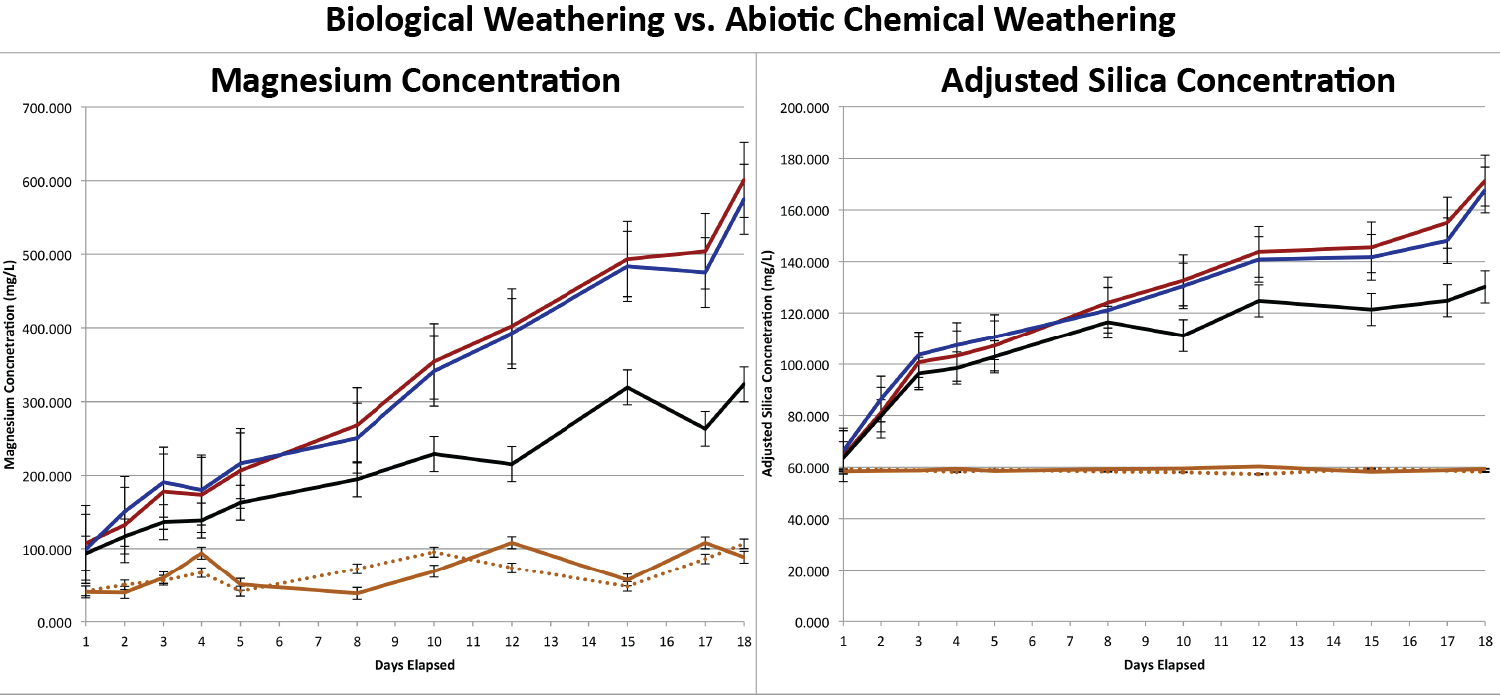 Biological Weathering vs. Abiotic Chemical Weathering
Magnesium Concentration
700.000
600.000
500.000
400.000
300.000
200.000
100.000
0.000
Magnesium Concnetration (mg/L)
1 2 3 4 5 6 7 8 9 10 11 12 13 14 15 16 17 18
Days Elapsed
Adjusted Silica Concentration
200.000
180.000
160.000
140.000
120.000
100.000
80.000
60.000
40.000
20.000
0.000
Adjusted Silica Concnetration (mg/L)
1 2 3 4 5 6 7 8 9 10 11 12 13 14 15 16 17 18
Days Elapsed